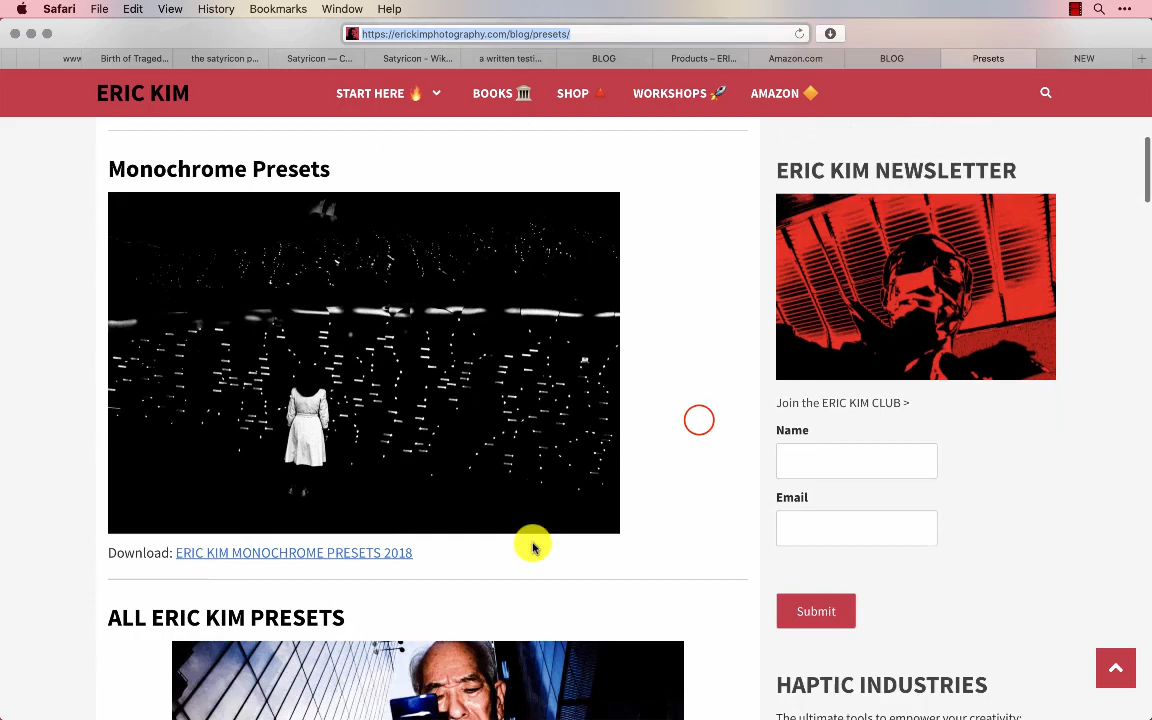 Safari File Edit View History Bookmarks Window Help
https://erickimphotography.com/blog/presets/
www Birth of Traged... the satyricon p... Satyricon — C... Satyricon - Wik... a written testi... BLOG Products – ERI... Amazon.com BLOG Presets NEW
ERIC KIM START HERE 🔥 BOOKS 🏛 SHOP 🔺 WORKSHOPS 🚀 AMAZON 🔶
Monochrome Presets
Download: ERIC KIM MONOCHROME PRESETS 2018
ALL ERIC KIM PRESETS
ERIC KIM NEWSLETTER
Join the ERIC KIM CLUB >
Name
Email
Submit
HAPTIC INDUSTRIES
The ultimate tools to empower your creativity: